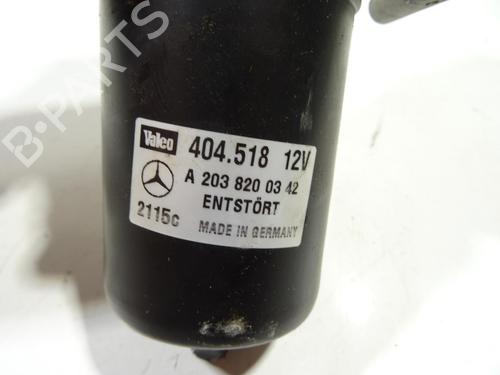 B-PARTS
Valeo 404.518 12V
A 203 820 03 42
ENTSTÖRT
2115c MADE IN GERMANY